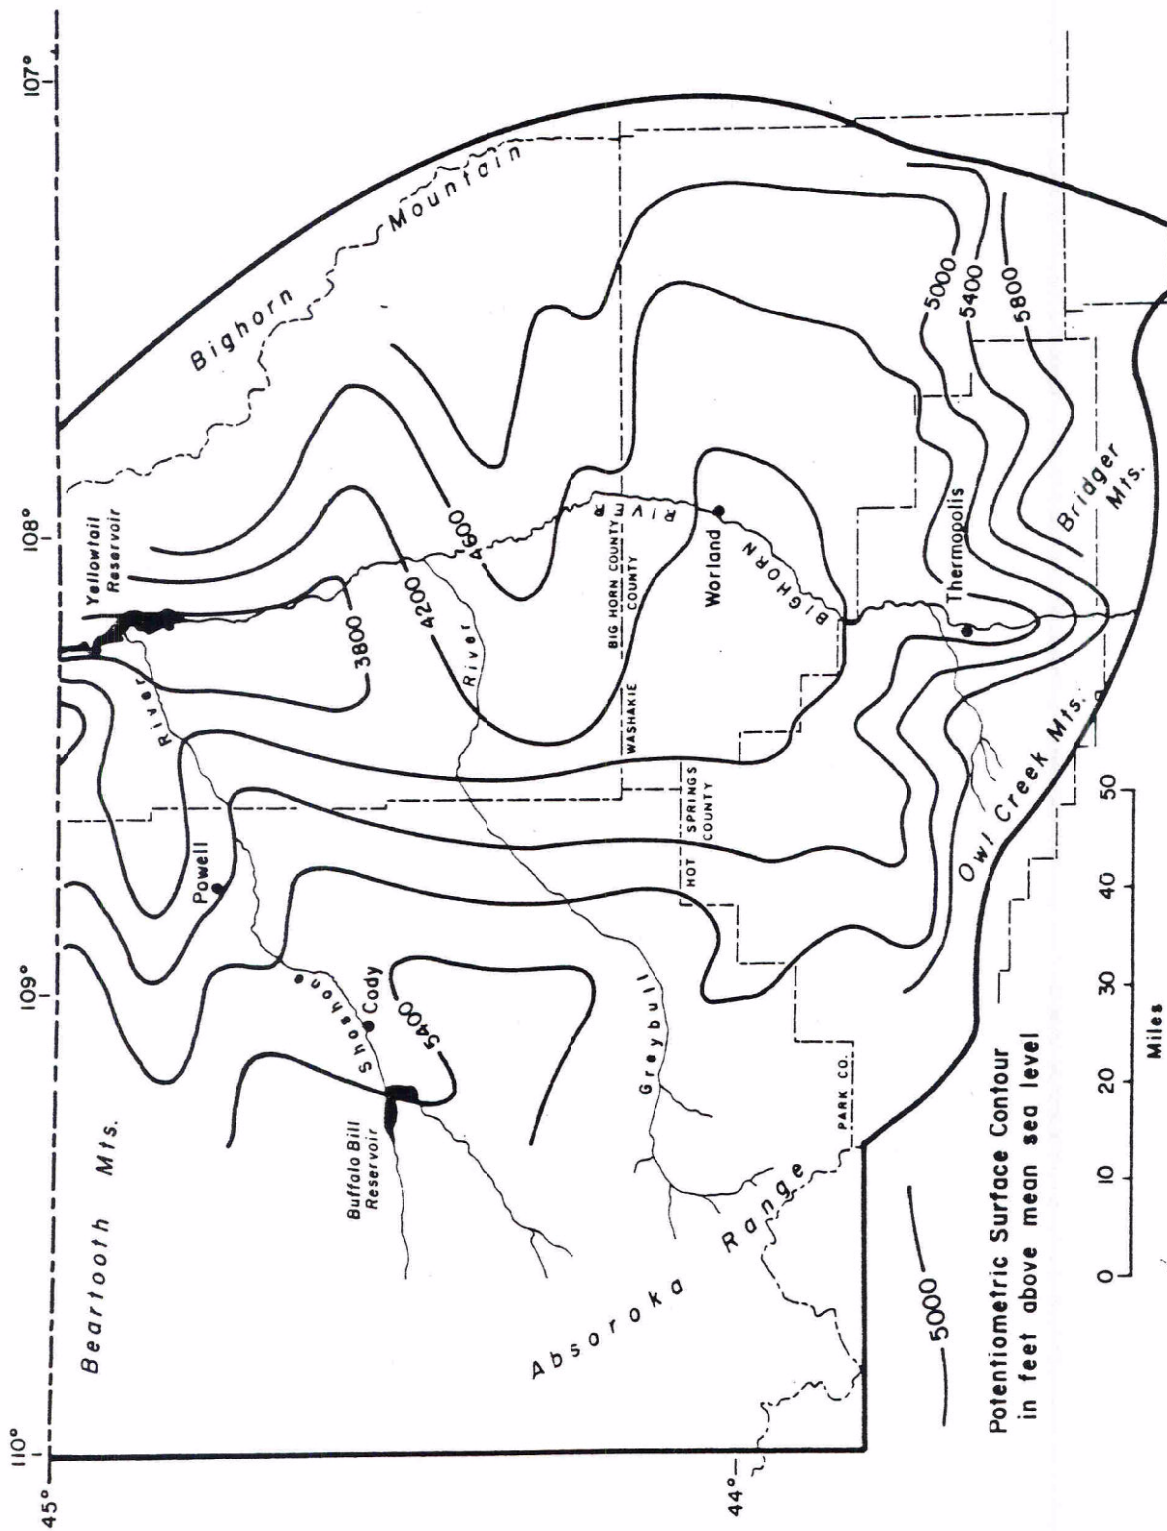 110°
109°
108°
107°
45°
44°
Beartooth Mts.
Bighorn Mountain
Yellowtail
Reservoir
River
Powell
Shoshone
Cody
Buffalo Bill
Reservoir
3800
4200
4600
5400
River
Greybull
BIG HORN COUNTY
WASHAKIE COUNTY
RIVER
Worland
BIGHORN
HOT SPRINGS
COUNTY
PARK CO.
Absoroka Range
Thermopolis
5000
5400
5800
Bridger
Mts.
Owl Creek Mts.
5000
Potentiometric Surface Contour
in feet above mean sea level
0 10 20 30 40 50
Miles